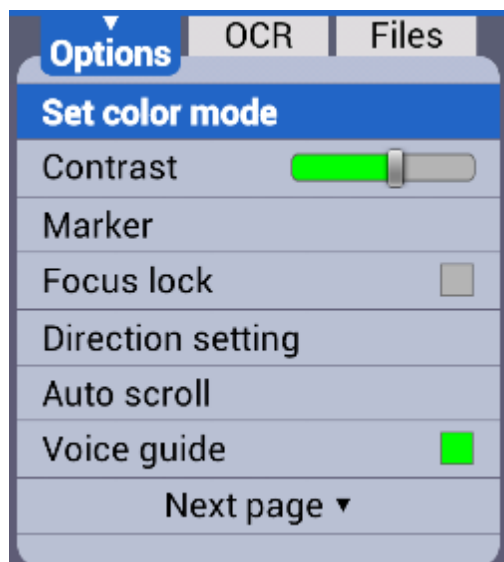 Options OCR Files
Set color mode
Contrast
Marker
Focus lock
Direction setting
Auto scroll
Voice guide
Next page